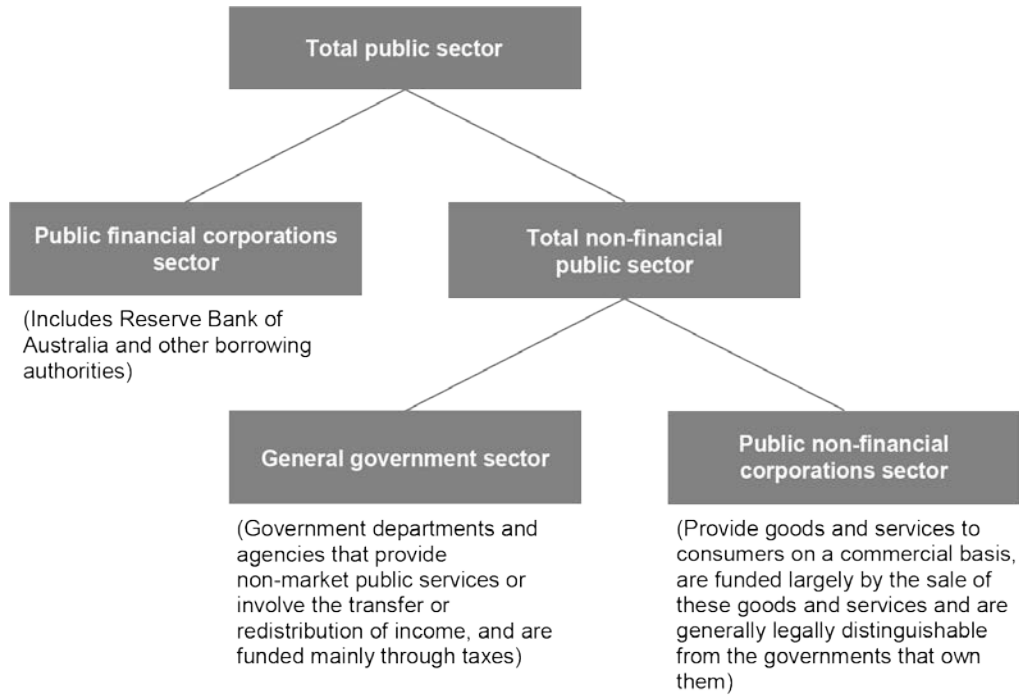 Total public sector
Public financial corporations
sector
Total non-financial
public sector
(Includes Reserve Bank of
Australia and other borrowing
authorities)
General government sector
Public non-financial
corporations sector
(Government departments and
agencies that provide
non-market public services or
involve the transfer or
redistribution of income, and are
funded mainly through taxes)
(Provide goods and services to
consumers on a commercial basis,
are funded largely by the sale of
these goods and services and are
generally legally distinguishable
from the governments that own
them)